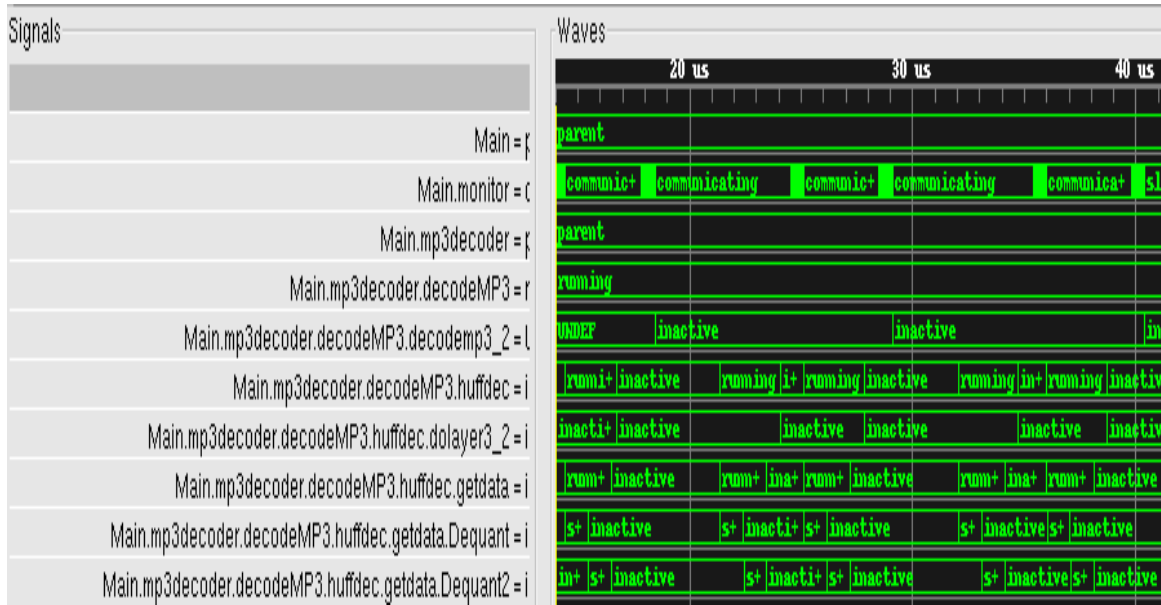 Signals
Waves
20 us 30 us 40 us
Main = p parent
Main.monitor = c communic+ communicating communic+ communicating communica+ sl
Main.mp3decoder = p parent
Main.mp3decoder.decodeMP3 = r running
Main.mp3decoder.decodeMP3.decodemp3_2 = U UNDEF inactive inactive in
Main.mp3decoder.decodeMP3.huffdec = i runni+ inactive running i+ running inactive running in+ running inactiv
Main.mp3decoder.decodeMP3.huffdec.dolayer3_2 = i inacti+ inactive inactive inactive inactive inactiv
Main.mp3decoder.decodeMP3.huffdec.getdata = i runn+ inactive runn+ ina+ runn+ inactive runn+ ina+ runn+ inactive
Main.mp3decoder.decodeMP3.huffdec.getdata.Dequant = i s+ inactive s+ inacti+ s+ inactive s+ inactive s+ inactive
Main.mp3decoder.decodeMP3.huffdec.getdata.Dequant2 = i in+ s+ inactive s+ inacti+ s+ inactive s+ inactive s+ inactive